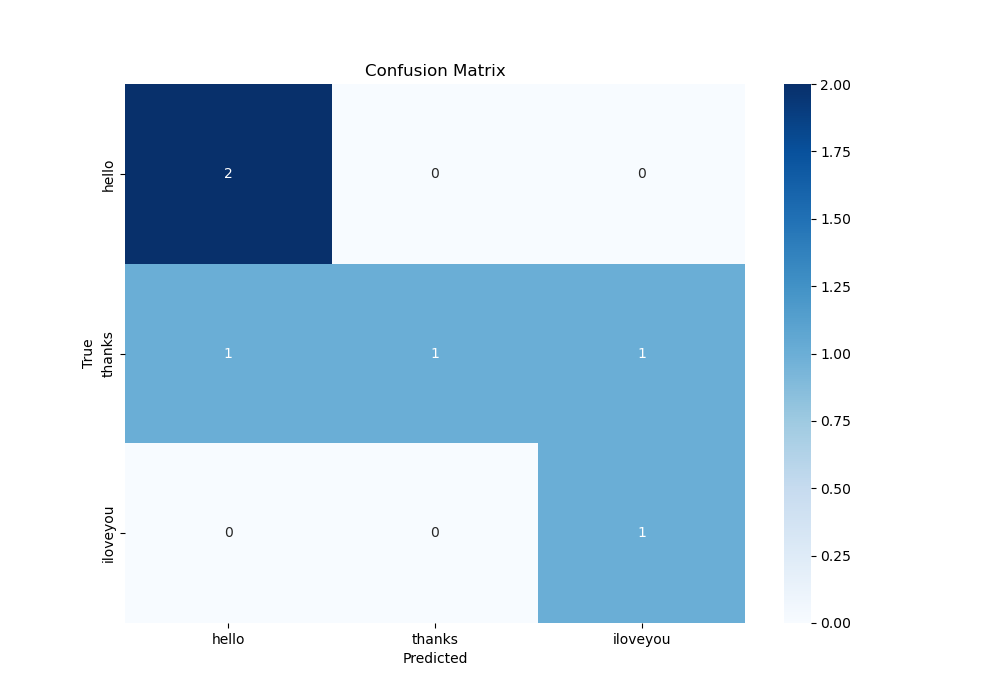 Confusion Matrix
True
hello
2 0 0
thanks
1 1 1
iloveyou
0 0 1
hello thanks iloveyou
Predicted
2.00
1.75
1.50
1.25
1.00
0.75
0.50
0.25
0.00